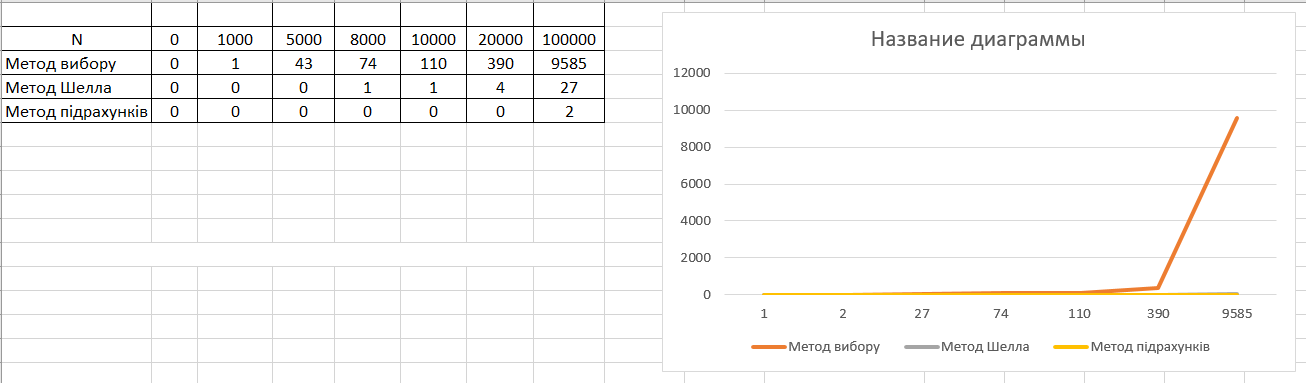 N 0 1000 5000 8000 10000 20000 100000
Метод вибору 0 1 43 74 110 390 9585
Метод Шелла 0 0 0 1 1 4 27
Метод підрахунків 0 0 0 0 0 0 2
Название диаграммы
12000
10000
8000
6000
4000
2000
0
1 2 27 74 110 390 9585
Метод вибору Метод Шелла Метод підрахунків